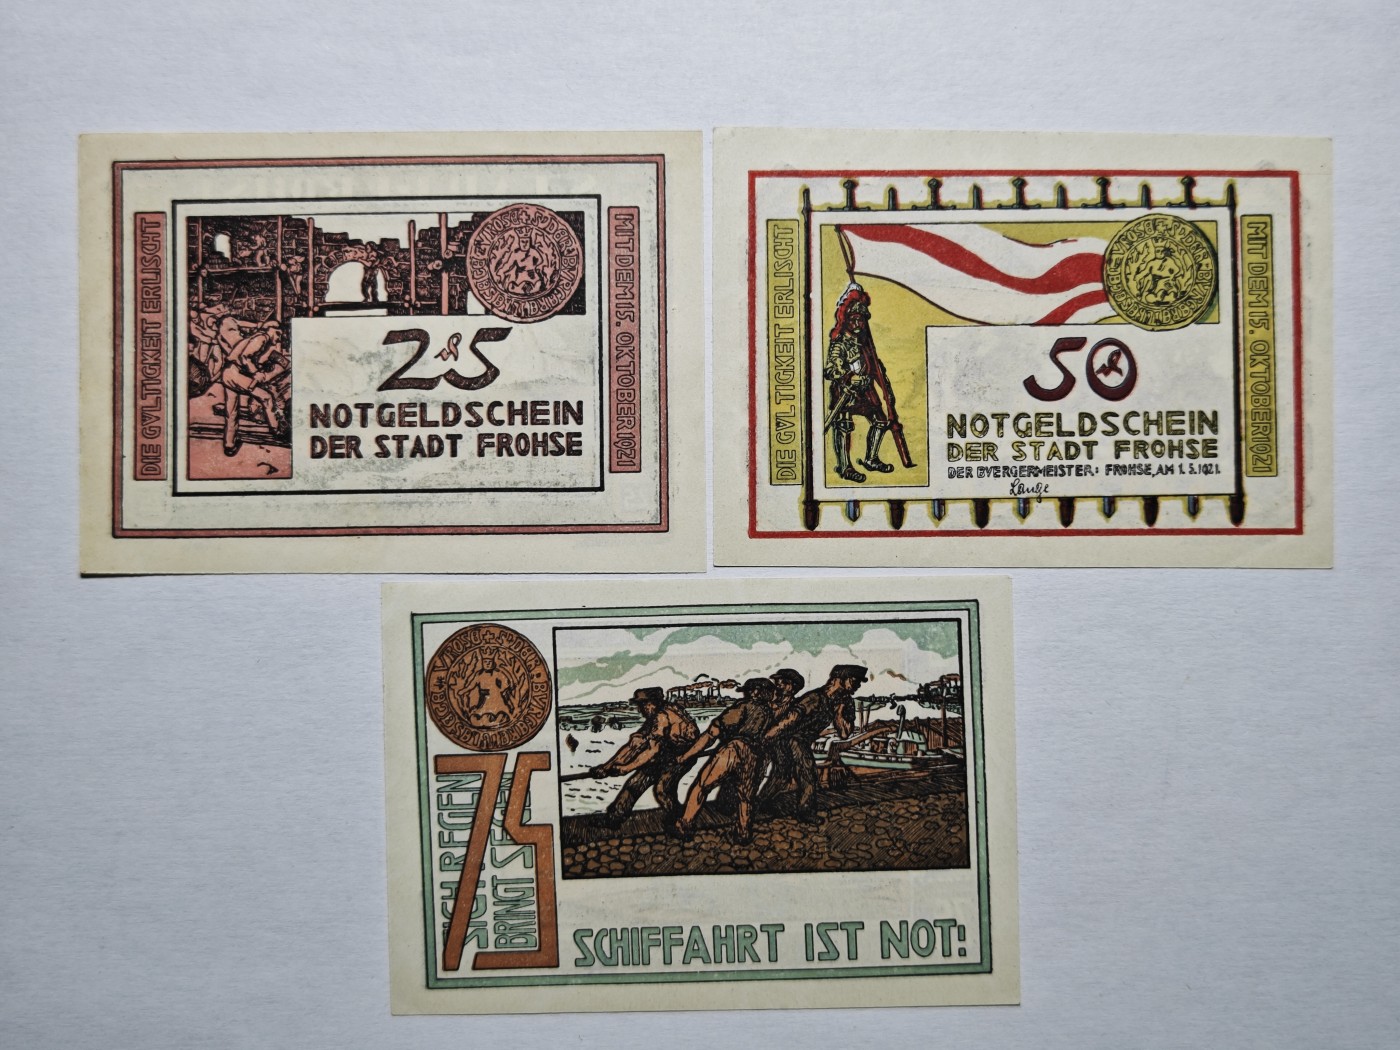 DIE GVLTIGKEIT ERLISCHT
25
NOTGELDSCHEIN
DER STADT FROHSE
MIT DEM 15. OKTOBER 1921
DIE GVLTIGKEIT ERLISCHT
50
NOTGELDSCHEIN
DER STADT FROHSE
DER BVERGERMEISTER: FROHSE, AM 1.5.1921.
Lange
MIT DEM 15. OKTOBER 1921
75
SICH REGEN
BRINGT SEGEN
SCHIFFAHRT IST NOT!